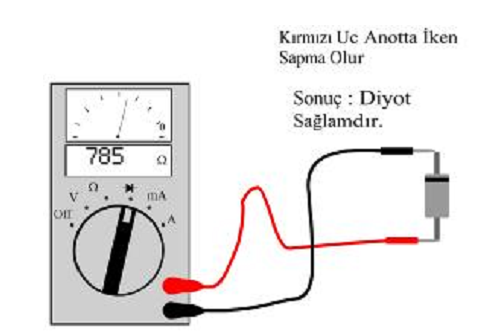 Kırmızı Uc Anotta İken
Sapma Olur
Sonuç : Diyot
Sağlamdır.
785 Ω
Off V Ω mA A